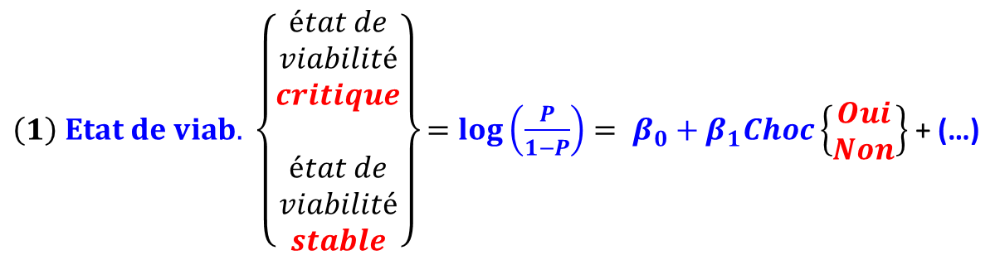 (1) Etat de viab. { état de viabilité critique état de viabilité stable } = log (P/1−P) = β₀ + β₁Choc {Oui Non} + (...)